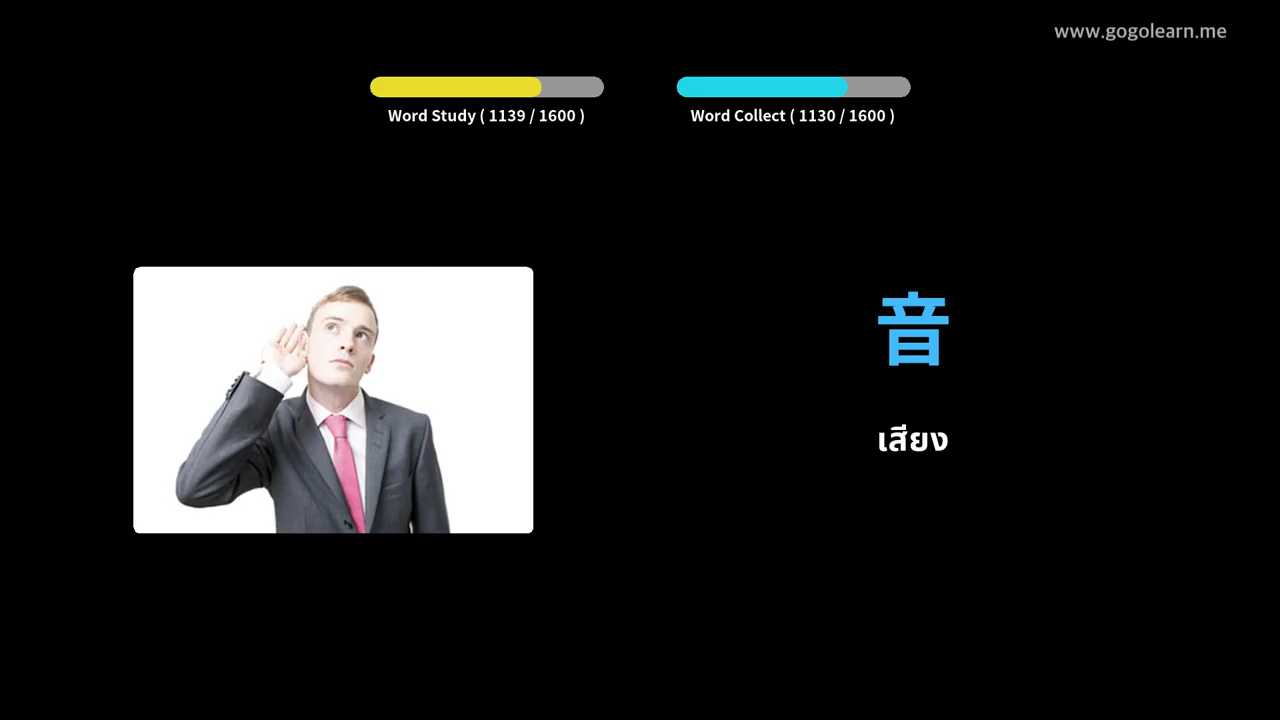 www.gogolearn.me
Word Study ( 1139 / 1600 )
Word Collect ( 1130 / 1600 )
音
เสียง